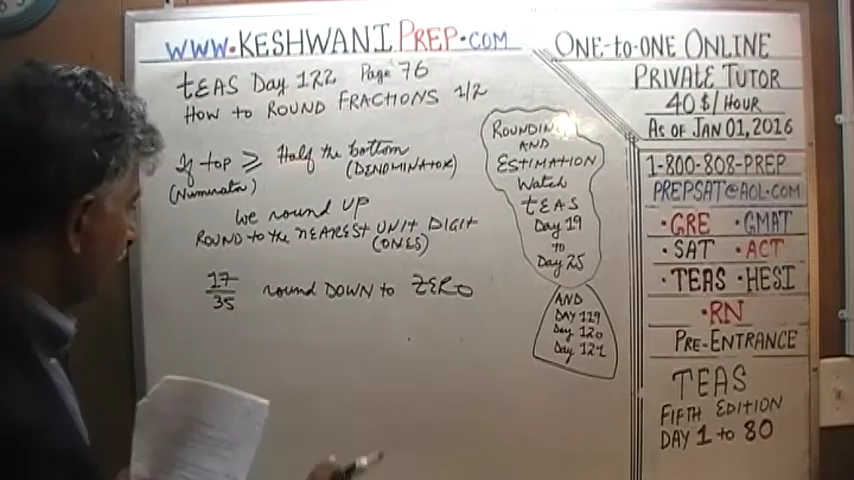 WWW.KESHWANIPREP.COM
tEAS Day 122 Page 76
HOW to ROUND FRACTIONS 1/2
If top ≥ Half the bottom
(Numerator) (DENOMINATOR)
We round UP
ROUND to the NEAREST UNIT DIGIT
(ONES)
17/35 round DOWN to ZERO
ROUNDING
AND
ESTIMATION
Watch
tEAS
Day 19
to
Day 25
AND
DAY 119
Day 120
Day 121
ONE-to-ONE ONLINE
PRIVATE TUTOR
40 $/HOUR
AS OF JAN 01, 2016
1-800-808-PREP
PREPSAT@AOL.COM
•GRE •GMAT
•SAT •ACT
•TEAS •HESI
•RN
PRE-ENTRANCE
TEAS
FIFTH EDITION
DAY 1 to 80